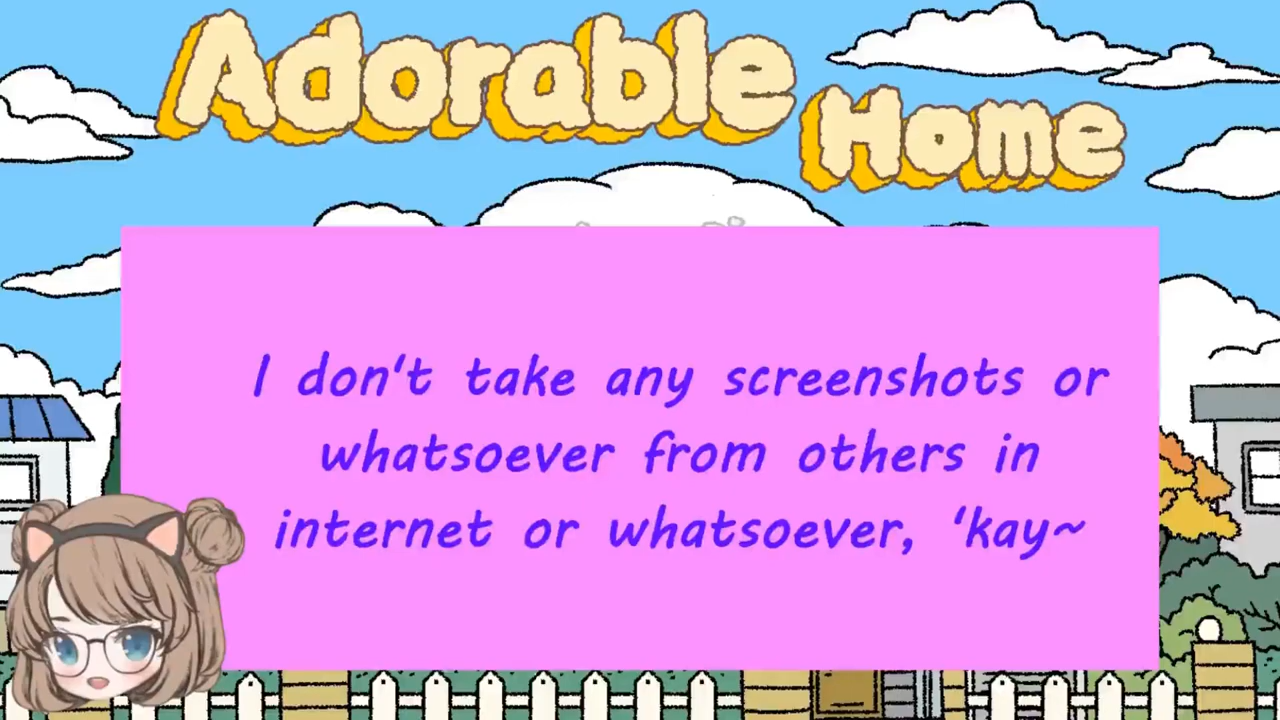 Adorable
Home
I don't take any screenshots or
whatsoever from others in
internet or whatsoever, 'kay~